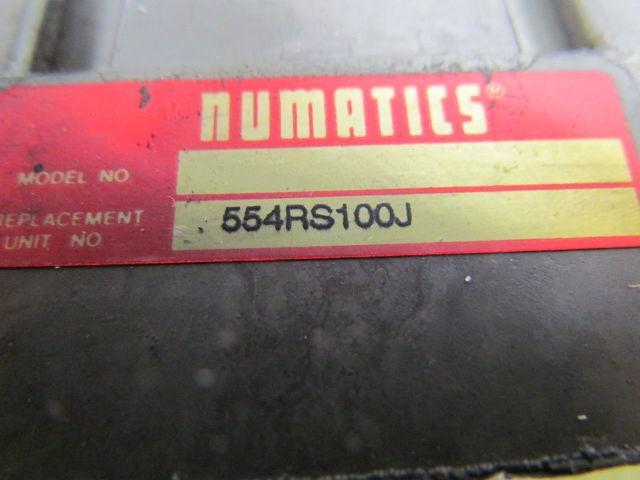 NUMATICS®
MODEL NO
REPLACEMENT 554RS100J
UNIT NO